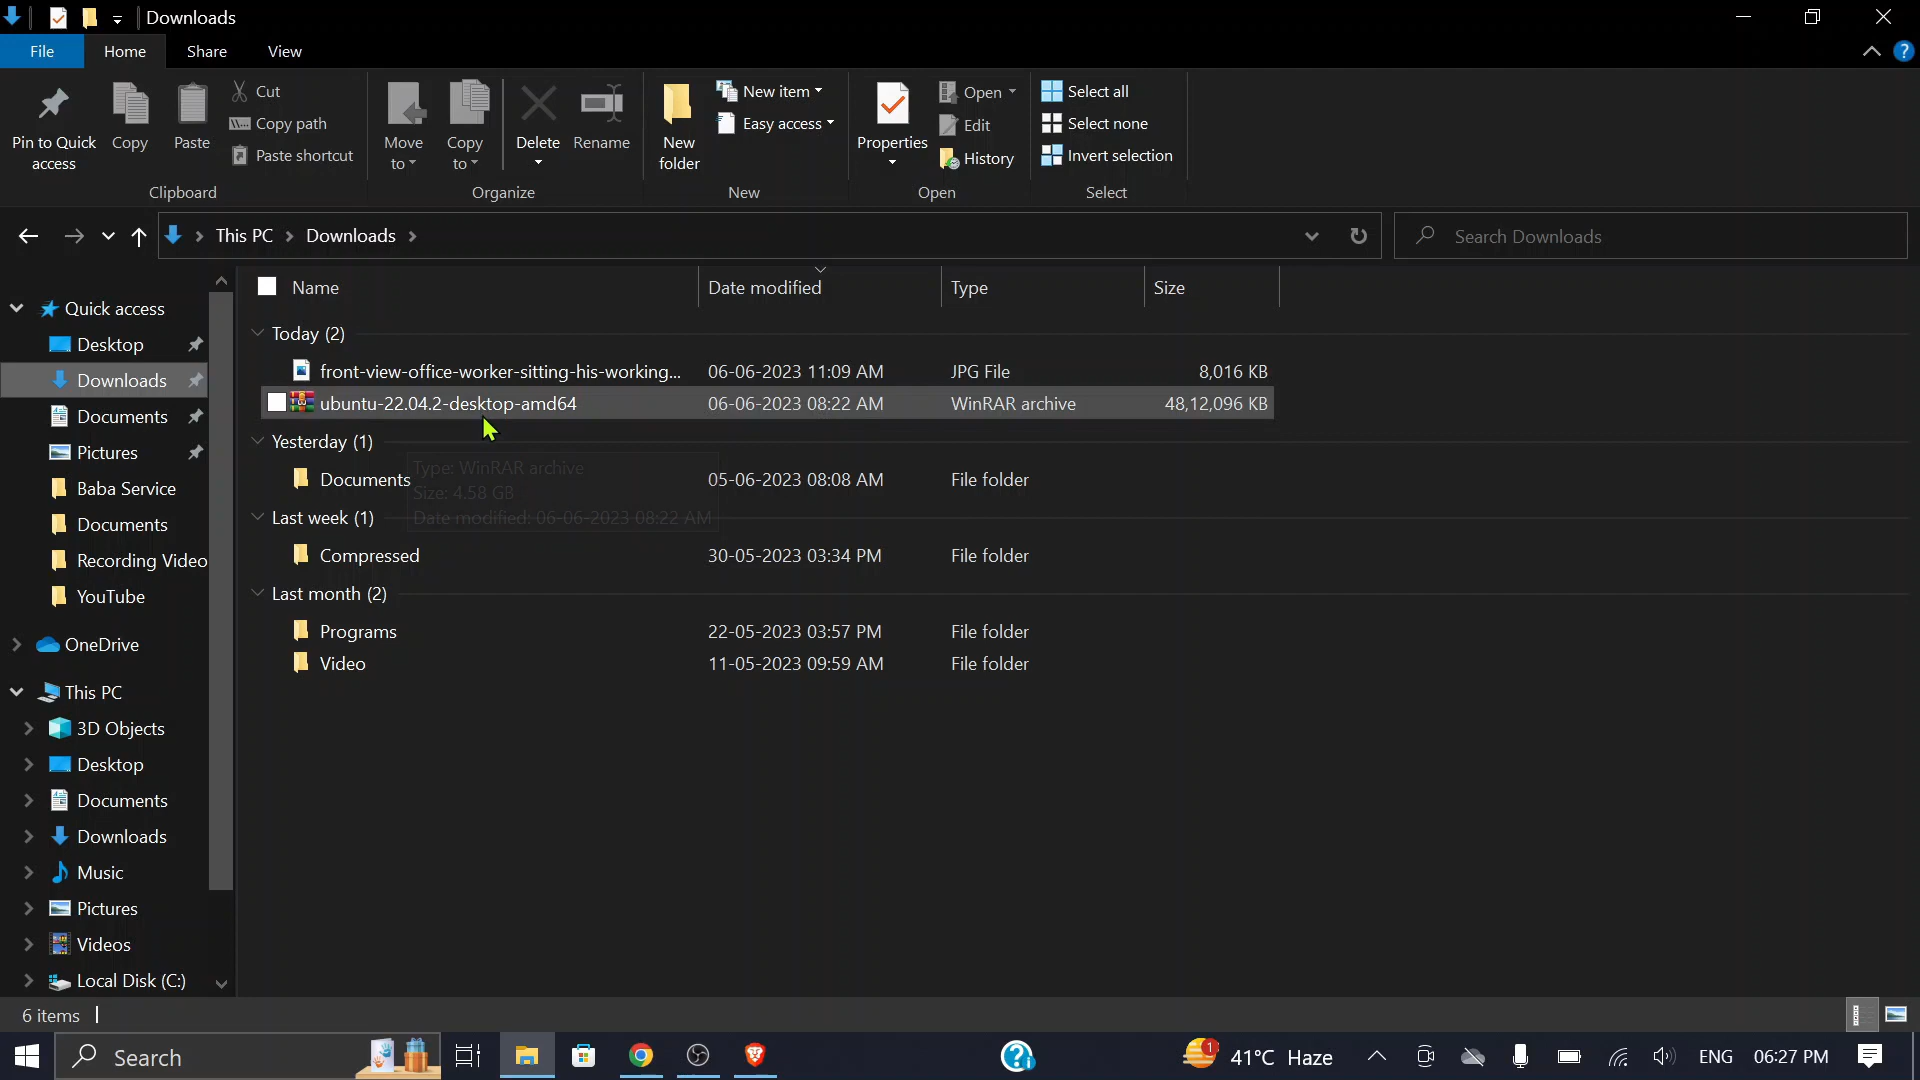 Downloads
File Home Share View
Pin to Quick access
Copy
Paste
Cut
Copy path
Paste shortcut
Clipboard
Move to
Copy to
Delete
Rename
Organize
New folder
New item
Easy access
New
Properties
Open
Edit
History
Open
Select all
Select none
Invert selection
Select
This PC > Downloads >
Search Downloads
Quick access
Desktop
Downloads
Documents
Pictures
Baba Service
Documents
Recording Video
YouTube
OneDrive
This PC
3D Objects
Desktop
Documents
Downloads
Music
Pictures
Videos
Local Disk (C:)
Name Date modified Type Size
Today (2)
front-view-office-worker-sitting-his-working... 06-06-2023 11:09 AM JPG File 8,016 KB
ubuntu-22.04.2-desktop-amd64 06-06-2023 08:22 AM WinRAR archive 48,12,096 KB
Yesterday (1)
Type: WinRAR archive
Documents 05-06-2023 08:08 AM File folder
Size: 4.58 GB
Date modified: 06-06-2023 08:22 AM
Last week (1)
Compressed 30-05-2023 03:34 PM File folder
Last month (2)
Programs 22-05-2023 03:57 PM File folder
Video 11-05-2023 09:59 AM File folder
6 items
Search
1
41°C Haze
ENG
06:27 PM